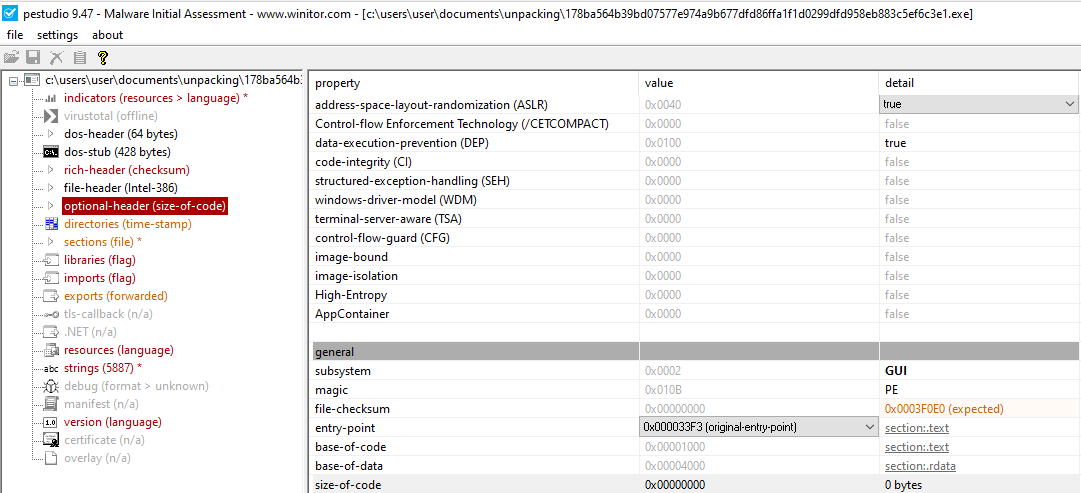 pestudio 9.47 - Malware Initial Assessment - www.winitor.com - [c:\users\user\documents\unpacking\178ba564b39bd07577e974a9b677dfd86ffa1f1d0299dfd958eb883c5ef6c3e1.exe]
file settings about
c:\users\user\documents\unpacking\178ba564b3
indicators (resources > language) *
virustotal (offline)
dos-header (64 bytes)
dos-stub (428 bytes)
rich-header (checksum)
file-header (Intel-386)
optional-header (size-of-code)
directories (time-stamp)
sections (file) *
libraries (flag)
imports (flag)
exports (forwarded)
tls-callback (n/a)
.NET (n/a)
resources (language)
abc strings (5887) *
debug (format > unknown)
manifest (n/a)
1.0 version (language)
certificate (n/a)
overlay (n/a)
property value detail
address-space-layout-randomization (ASLR) 0x0040 true
Control-flow Enforcement Technology (/CETCOMPACT) 0x0000 false
data-execution-prevention (DEP) 0x0100 true
code-integrity (CI) 0x0000 false
structured-exception-handling (SEH) 0x0000 false
windows-driver-model (WDM) 0x0000 false
terminal-server-aware (TSA) 0x0000 false
control-flow-guard (CFG) 0x0000 false
image-bound 0x0000 false
image-isolation 0x0000 false
High-Entropy 0x0000 false
AppContainer 0x0000 false
general
subsystem 0x0002 GUI
magic 0x010B PE
file-checksum 0x00000000 0x0003F0E0 (expected)
entry-point 0x000033F3 (original-entry-point) section:.text
base-of-code 0x00001000 section:.text
base-of-data 0x00004000 section:.rdata
size-of-code 0x00000000 0 bytes